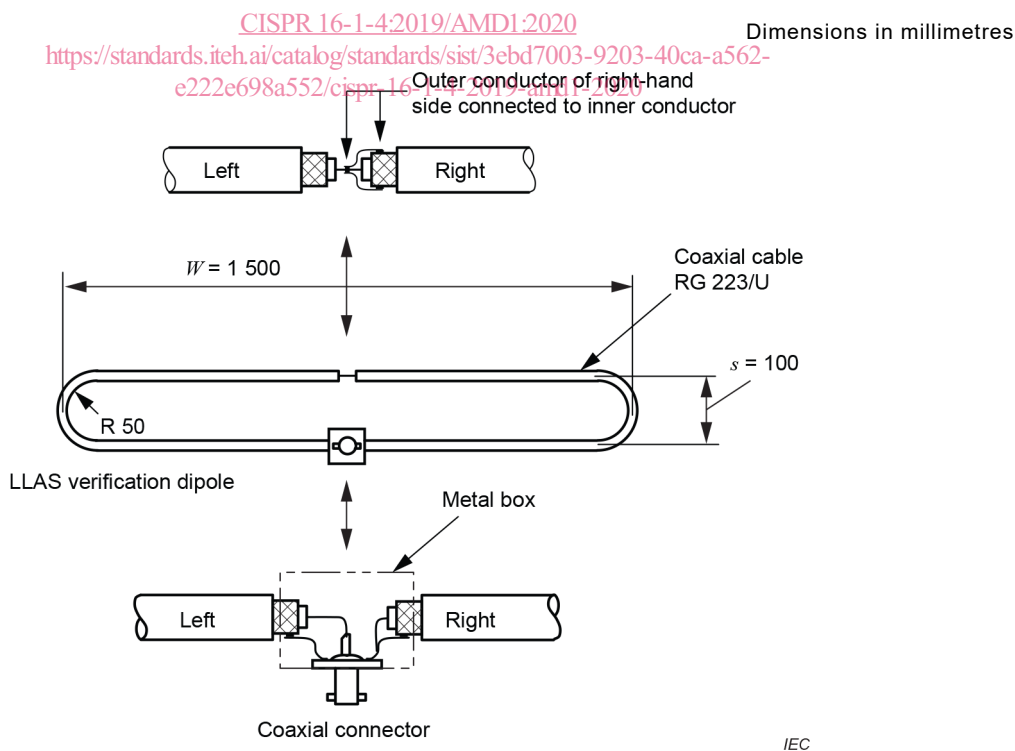 CISPR 16-1-4:2019/AMD1:2020
Dimensions in millimetres
https://standards.iteh.ai/catalog/standards/sist/3ebd7003-9203-40ca-a562-
e222e698a552/cispr-16-1-4-2019-amd1-2020
Outer conductor of right-hand
side connected to inner conductor
Left
Right
W = 1 500
Coaxial cable
RG 223/U
s = 100
R 50
LLAS verification dipole
Metal box
Left
Right
Coaxial connector
IEC